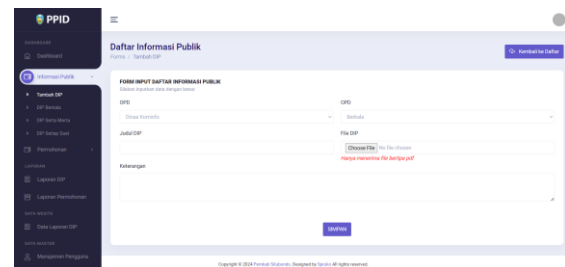 PPID
DASHBOARD
Dashboard
Informasi Publik
Tambah DIP
DIP Berkala
DIP Serta Merta
DIP Setiap Saat
Permohonan
LAPORAN
Laporan DIP
Laporan Permohonan
DATA WEB
Data Laporan DIP
DATA MASTER
Manajemen Pengguna
Daftar Informasi Publik
Forms / Tambah DIP
Kembali ke Daftar
FORM INPUT DAFTAR INFORMASI PUBLIK
Silakan inputkan data dengan benar
OPD
OPD
Dinas Kominfo
Berkala
Judul DIP
File DIP
Choose File No file chosen
Hanya menerima file bertipe pdf
Keterangan
SIMPAN
Copyright © 2024 Pemkab Situbondo. Designed by Spruko All rights reserved.